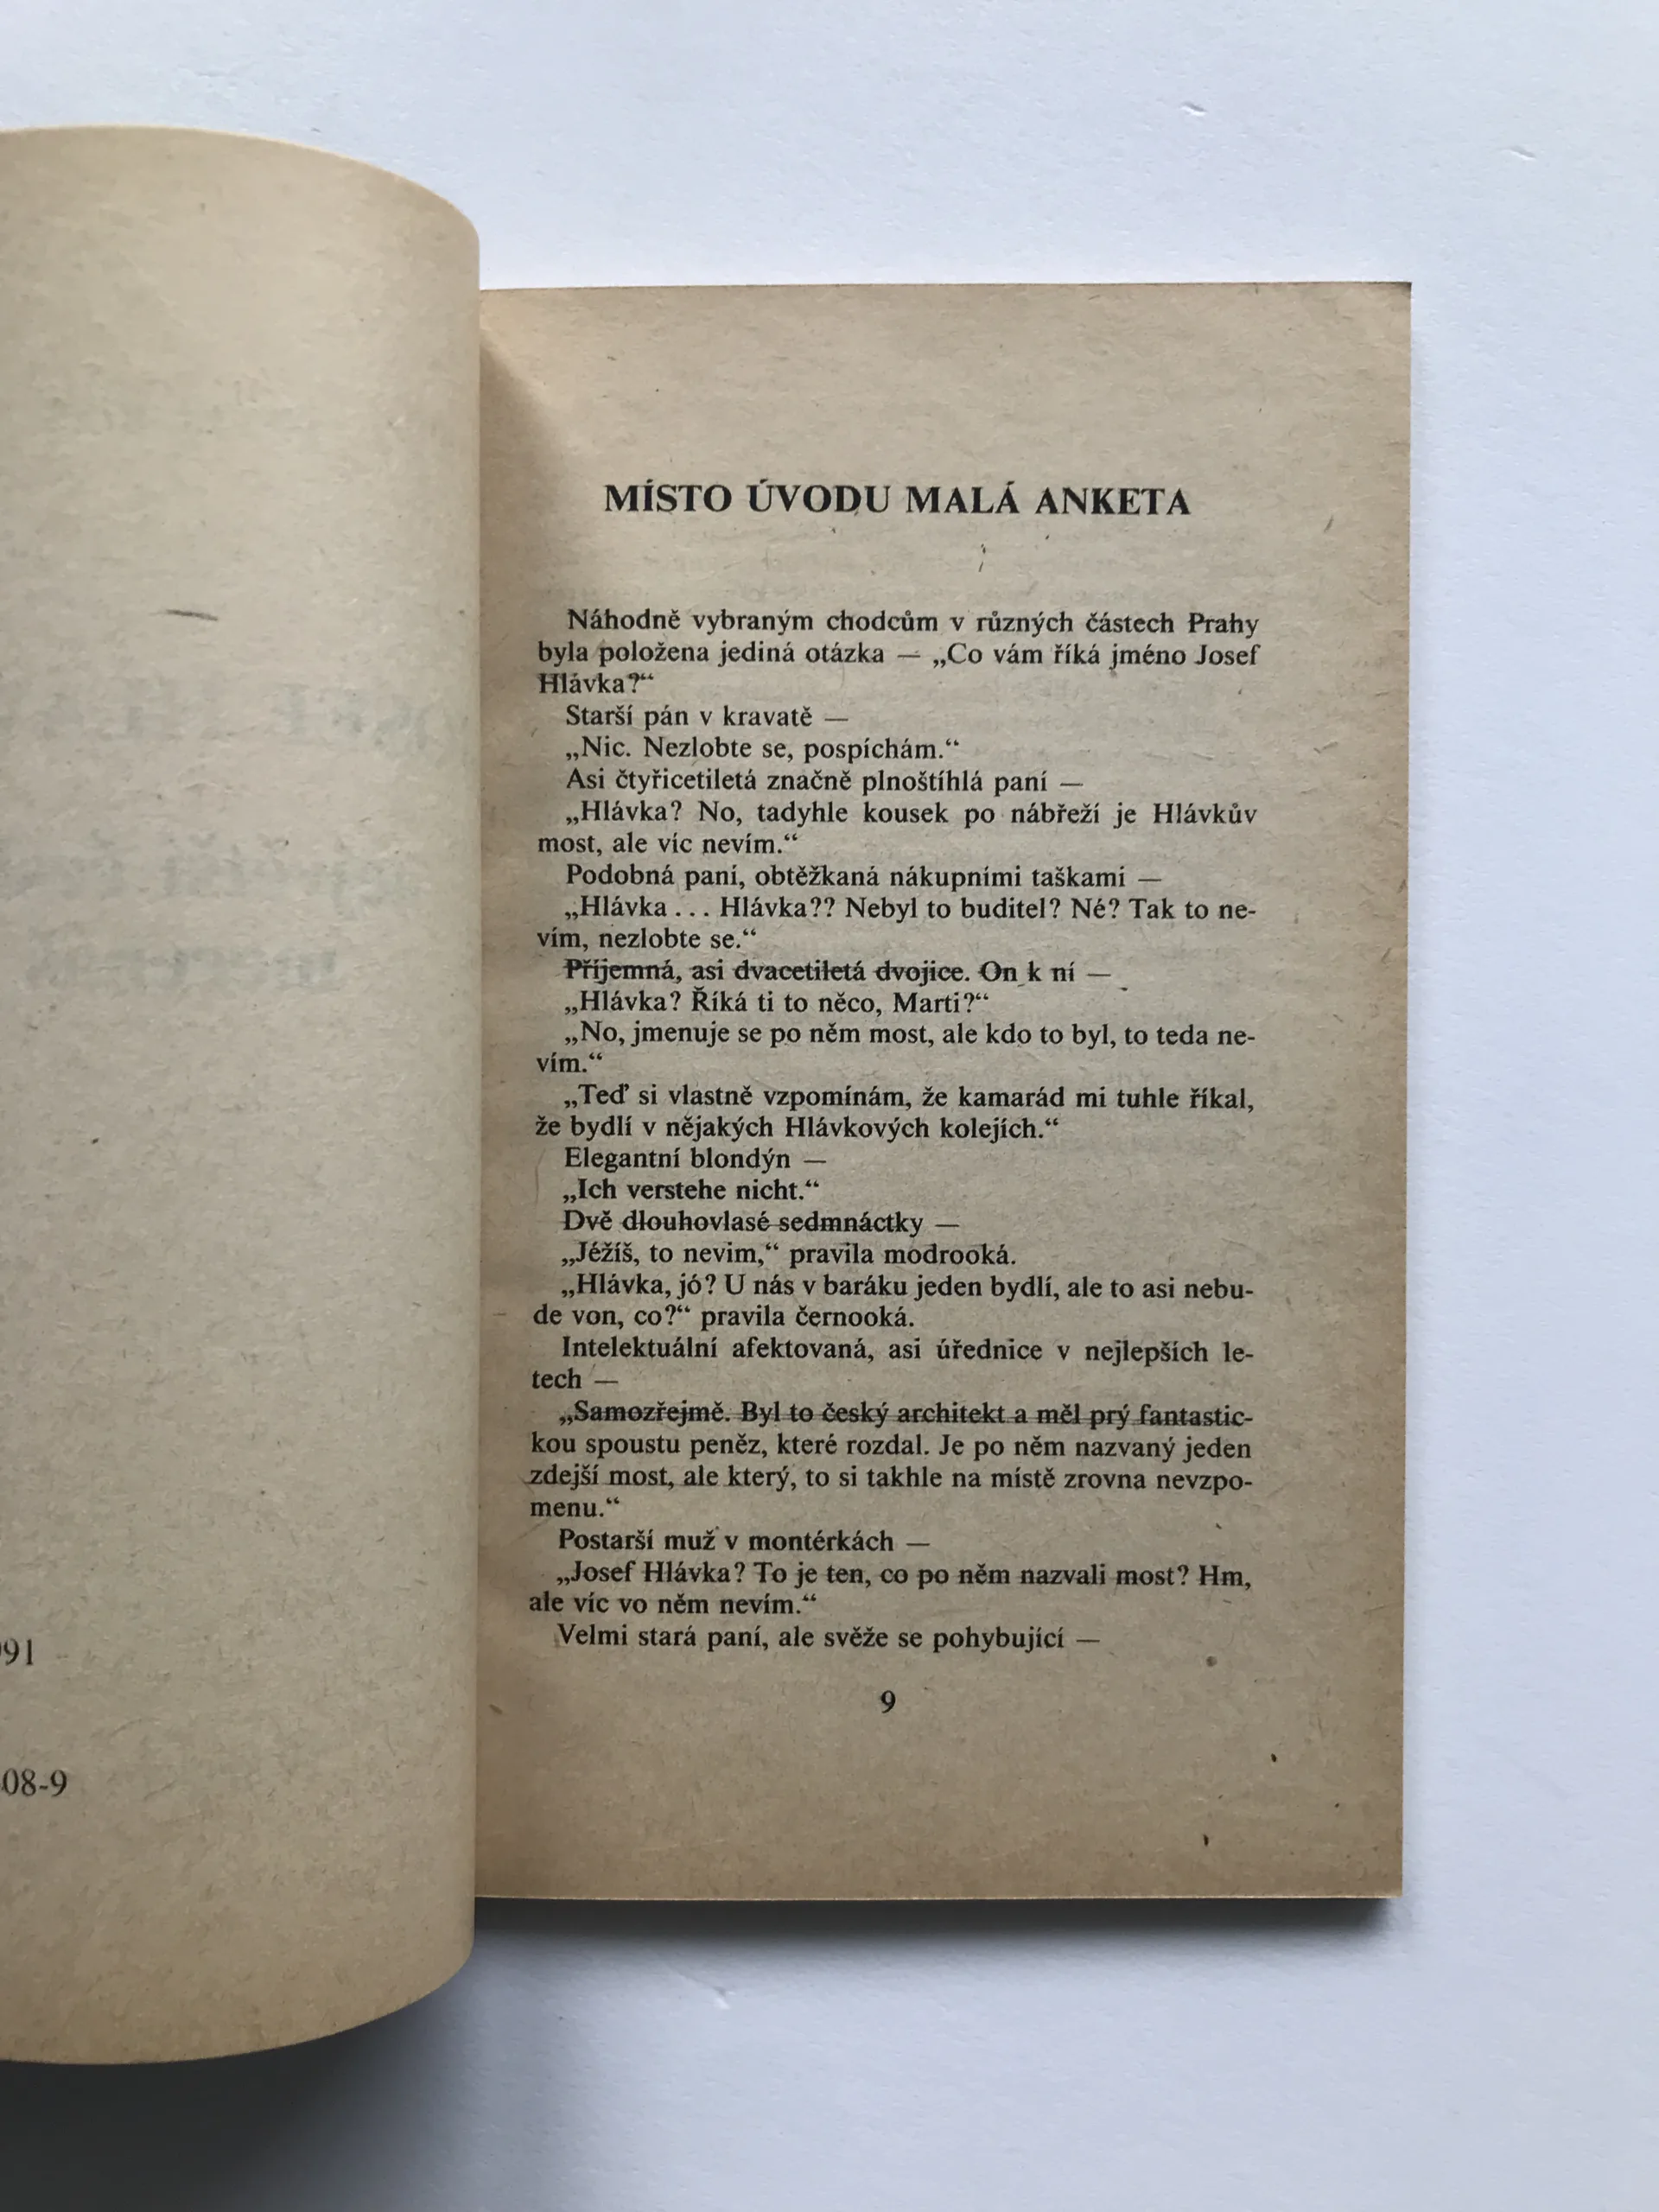 91
08-9
MÍSTO ÚVODU MALÁ ANKETA
Náhodně vybraným chodcům v různých částech Prahy
byla položena jediná otázka — „Co vám říká jméno Josef
Hlávka?“
Starší pán v kravatě —
„Nic. Nezlobte se, pospíchám.“
Asi čtyřicetiletá značně plnoštíhlá paní —
„Hlávka? No, tadyhle kousek po nábřeží je Hlávkův
most, ale víc nevím.“
Podobná paní, obtěžkaná nákupními taškami —
„Hlávka... Hlávka?? Nebyl to buditel? Né? Tak to ne-
vím, nezlobte se.“
Příjemná, asi dvacetiletá dvojice. On k ní —
„Hlávka? Říká ti to něco, Marti?“
„No, jmenuje se po něm most, ale kdo to byl, to teda ne-
vím.“
„Teď si vlastně vzpomínám, že kamarád mi tuhle říkal,
že bydlí v nějakých Hlávkových kolejích.“
Elegantní blondýn —
„Ich verstehe nicht.“
Dvě dlouhovlasé sedmnáctky —
„Jéžíš, to nevim,“ pravila modrooká.
„Hlávka, jó? U nás v baráku jeden bydlí, ale to asi nebu-
de von, co?“ pravila černooká.
Intelektuální afektovaná, asi úřednice v nejlepších le-
tech —
„Samozřejmě. Byl to český architekt a měl prý fantastic-
kou spoustu peněz, které rozdal. Je po něm nazvaný jeden
zdejší most, ale který, to si takhle na místě zrovna nevzpo-
menu.“
Postarší muž v montérkách —
„Josef Hlávka? To je ten, co po něm nazvali most? Hm,
ale víc vo něm nevím.“
Velmi stará paní, ale svěže se pohybující —
9